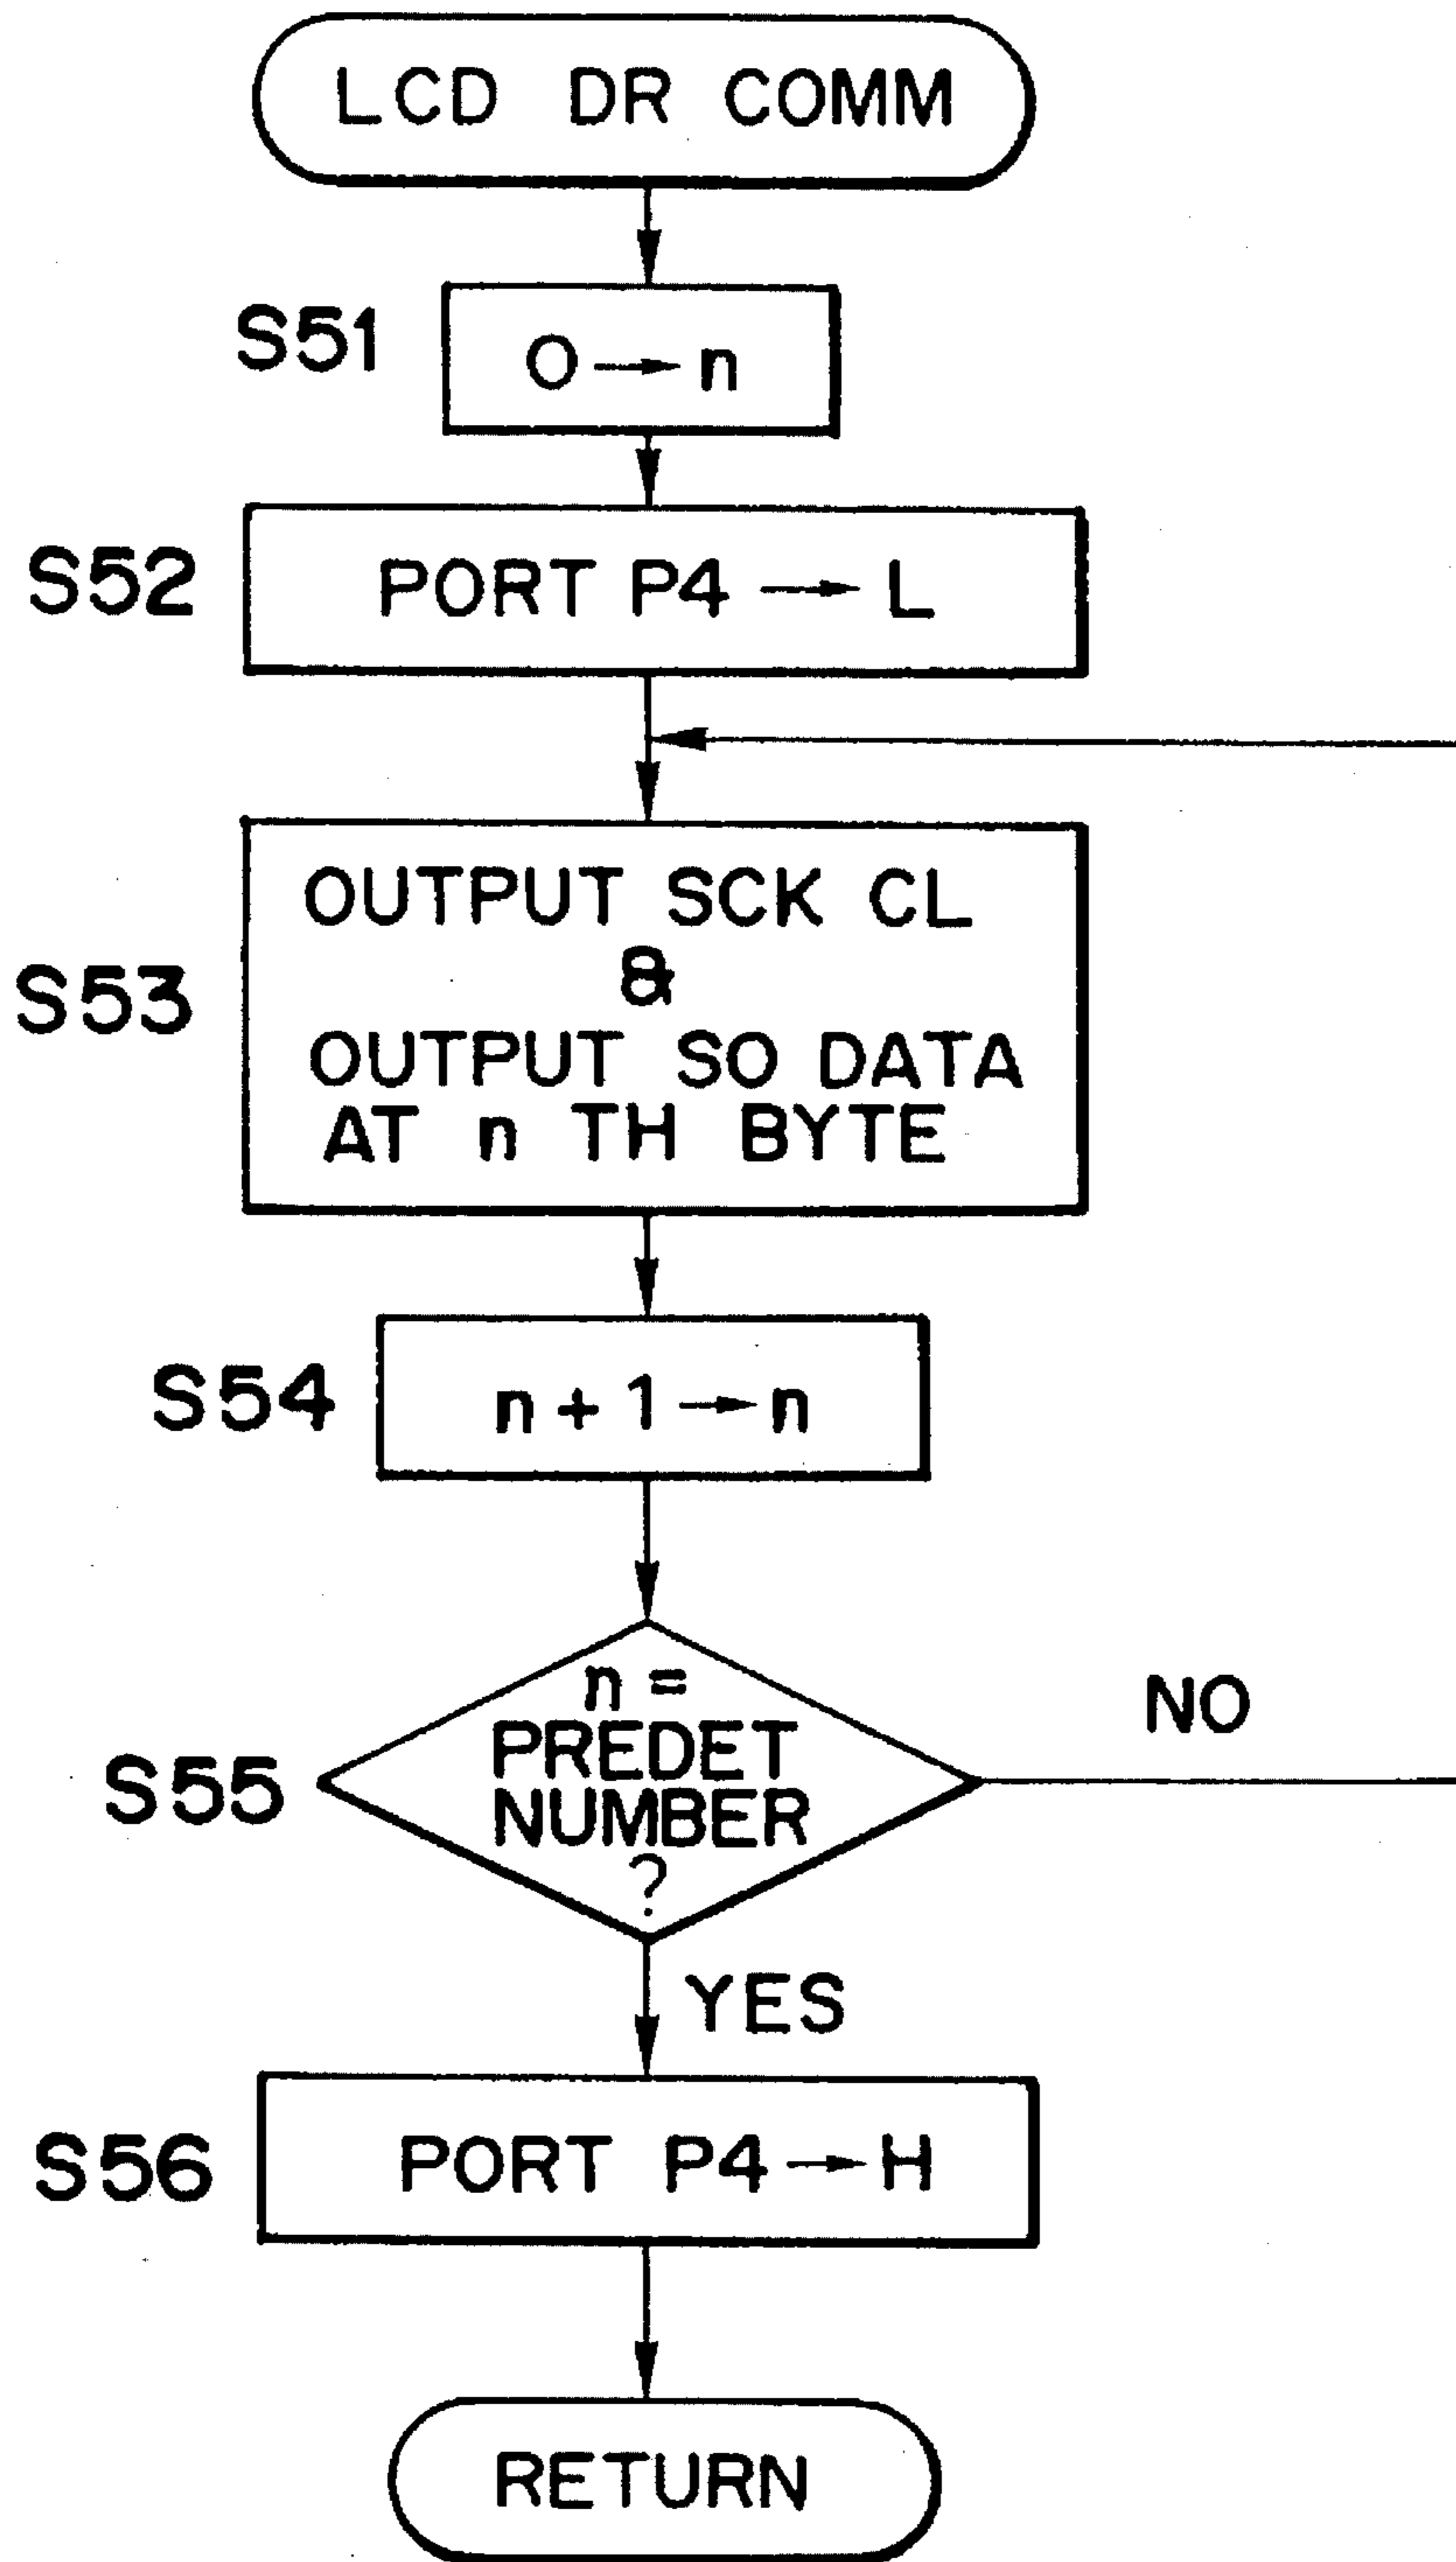 LCD DR COMM
S51
O → n
S52
PORT P4 → L
S53
OUTPUT SCK CL
&
OUTPUT SO DATA
AT n TH BYTE
S54
n + 1 → n
S55
n =
PREDET
NUMBER
?
NO
YES
S56
PORT P4 → H
RETURN